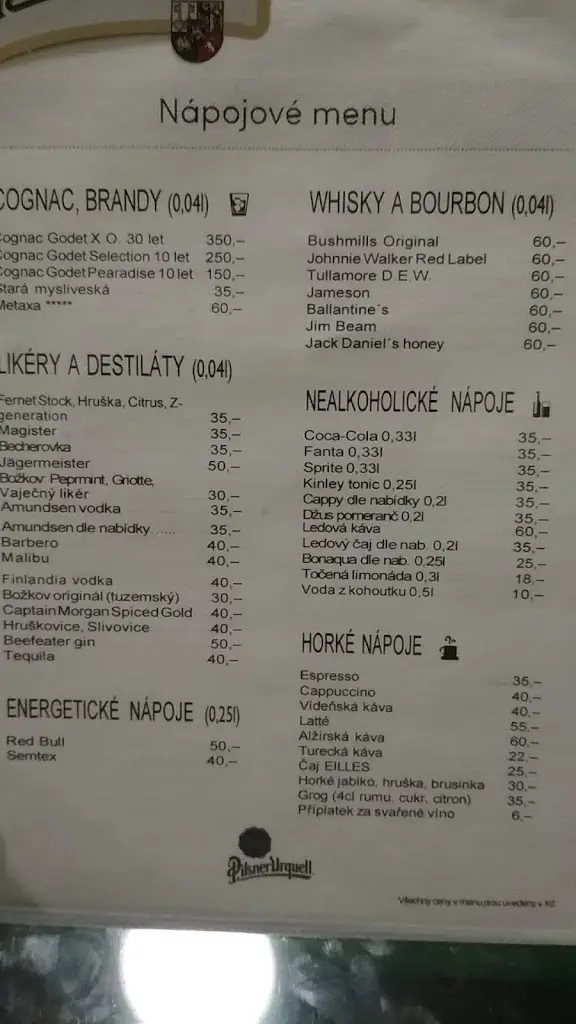 Nápojové menu
COGNAC, BRANDY (0,04l)
Cognac Godet X.O. 30 let 350,–
Cognac Godet Selection 10 let 250,–
Cognac Godet Pearadise 10 let 150,–
Stará myslivecká 35,–
Metaxa ***** 60,–
LIKÉRY A DESTILÁTY (0,04l)
Fernet Stock, Hruška, Citrus, Z-
generation 35,–
Magister 35,–
Becherovka 35,–
Jägermeister 50,–
Božkov: Peprmint, Griotte,
Vaječný likér 30,–
Amundsen vodka 35,–
Amundsen dle nabídky...... 35,–
Barbero 40,–
Malibu 40,–
Finlandia vodka 40,–
Božkov originál (tuzemský) 30,–
Captain Morgan Spiced Gold 40,–
Hruškovice, Slivovice 40,–
Beefeater gin 50,–
Tequila 40,–
ENERGETICKÉ NÁPOJE (0,25l)
Red Bull 50,–
Semtex 40,–
WHISKY A BOURBON (0,04l)
Bushmills Original 60,–
Johnnie Walker Red Label 60,–
Tullamore D.E.W. 60,–
Jameson 60,–
Ballantine´s 60,–
Jim Beam 60,–
Jack Daniel´s honey 60,–
NEALKOHOLICKÉ NÁPOJE
Coca-Cola 0,33l 35,–
Fanta 0,33l 35,–
Sprite 0,33l 35,–
Kinley tonic 0,25l 35,–
Cappy dle nabídky 0,2l 35,–
Džus pomeranč 0,2l 35,–
Ledová káva 60,–
Ledový čaj dle nab. 0,2l 35,–
Bonaqua dle nab. 0,25l 25,–
Točená limonáda 0,3l 18,–
Voda z kohoutku 0,5l 10,–
HORKÉ NÁPOJE
Espresso 35,–
Cappuccino 40,–
Vídeňská káva 40,–
Latté 55,–
Alžírská káva 60,–
Turecká káva 22,–
Čaj EILLES 25,–
Horké jablko, hruška, brusinka 30,–
Grog (4cl rumu, cukr, citron) 35,–
Příplatek za svařené víno 6,–
Pilsner Urquell
Všechny ceny v menu jsou uvedeny v Kč